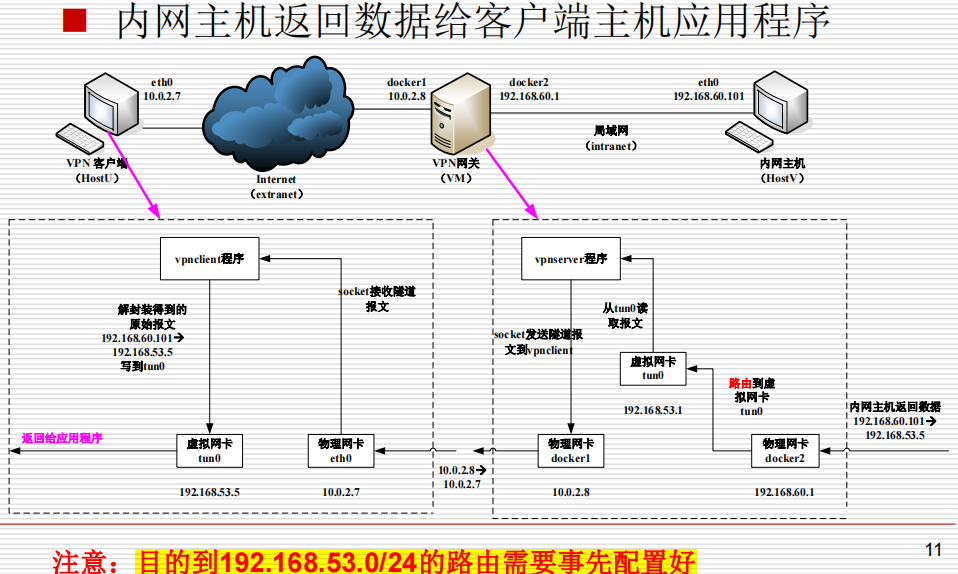 内网主机返回数据给客户端主机应用程序
eth0
10.0.2.7
docker1
10.0.2.8
docker2
192.168.60.1
eth0
192.168.60.101
VPN 客户端
（HostU）
Internet
（extranet）
VPN网关
（VM）
局域网
（intranet）
内网主机
（HostV）
vpnclient程序
socket接收隧道
报文
解封装得到的
原始报文
192.168.60.101→
192.168.53.5
写到tun0
返回给应用程序
虚拟网卡
tun0
192.168.53.5
物理网卡
eth0
10.0.2.7
10.0.2.8→
10.0.2.7
vpnserver程序
从tun0读
取报文
socket发送隧道报
文到vpnclient
虚拟网卡
tun0
192.168.53.1
路由到虚
拟网卡
tun0
内网主机返回数据
192.168.60.101→
192.168.53.5
物理网卡
docker1
10.0.2.8
物理网卡
docker2
192.168.60.1
注意：目的到192.168.53.0/24的路由需要事先配置好
11